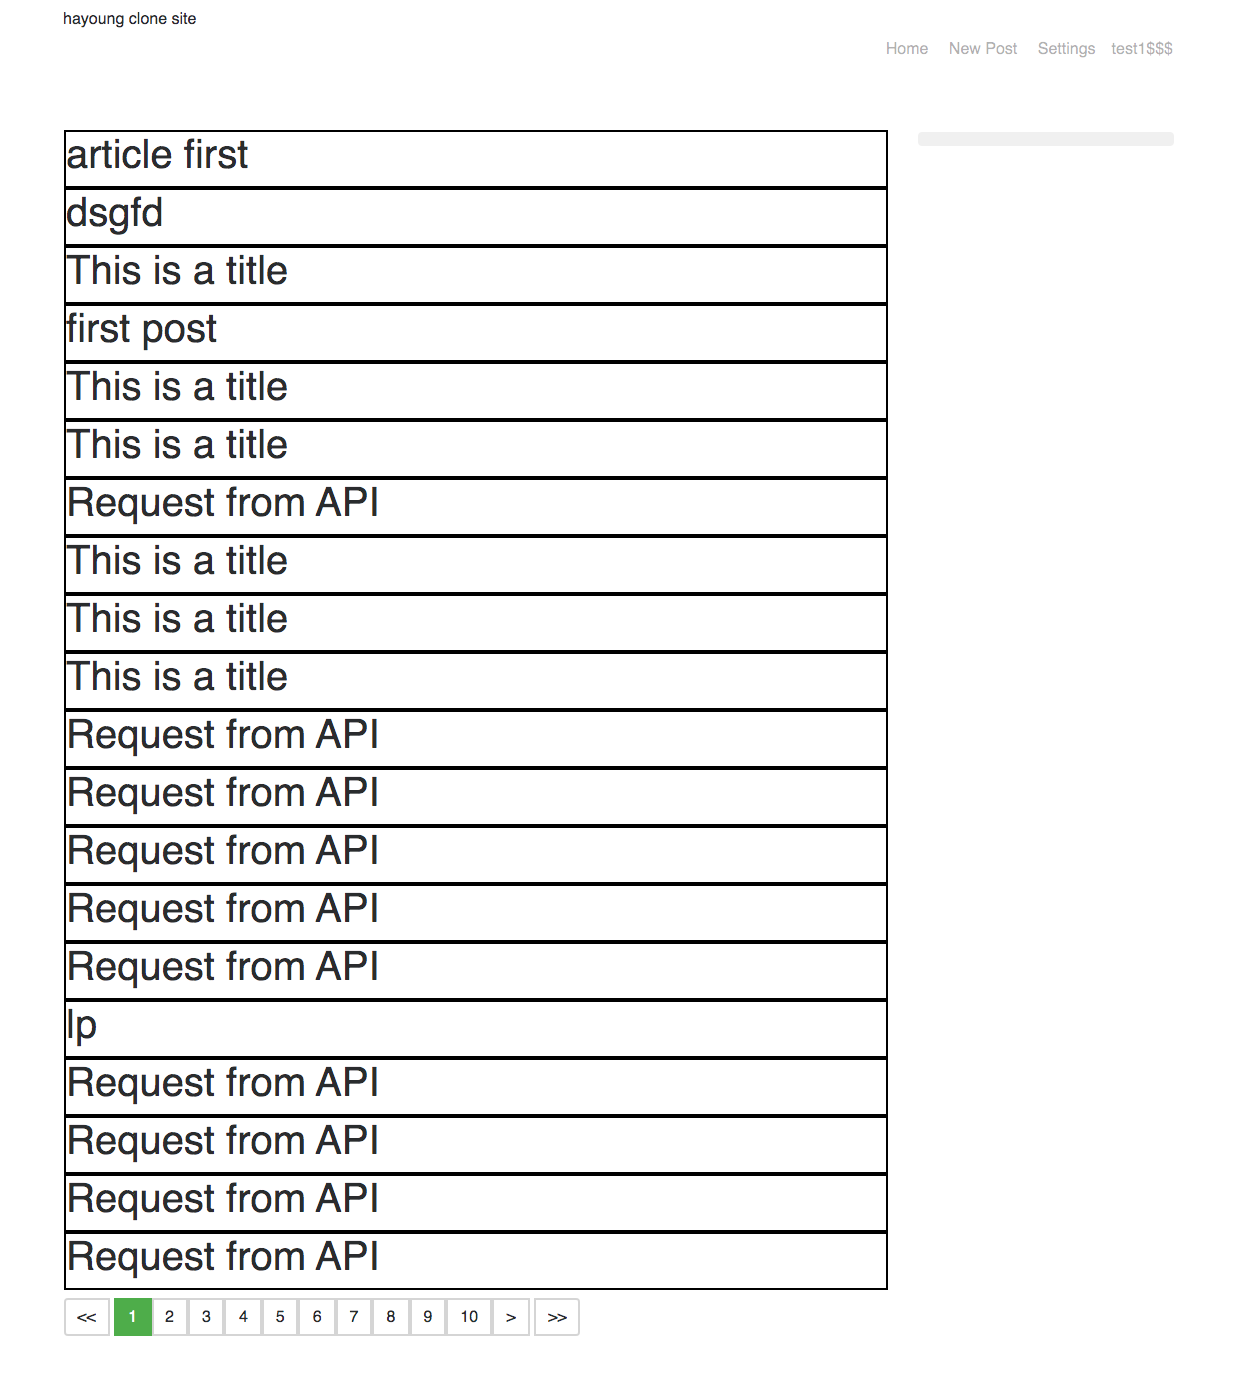 hayoung clone site
Home New Post Settings test1$$$
article first
dsgfd
This is a title
first post
This is a title
This is a title
Request from API
This is a title
This is a title
This is a title
Request from API
Request from API
Request from API
Request from API
Request from API
lp
Request from API
Request from API
Request from API
Request from API
<< 1 2 3 4 5 6 7 8 9 10 > >>